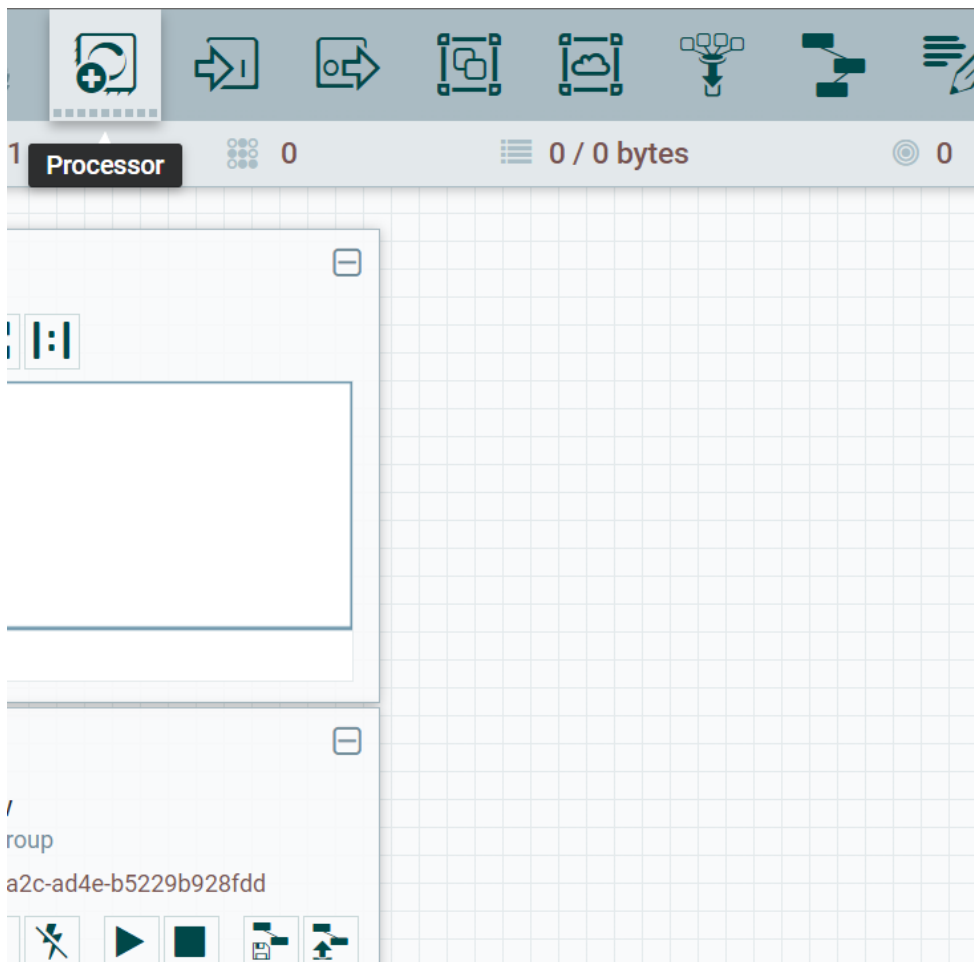 1
Processor
0
0 / 0 bytes
0
roup
a2c-ad4e-b5229b928fdd